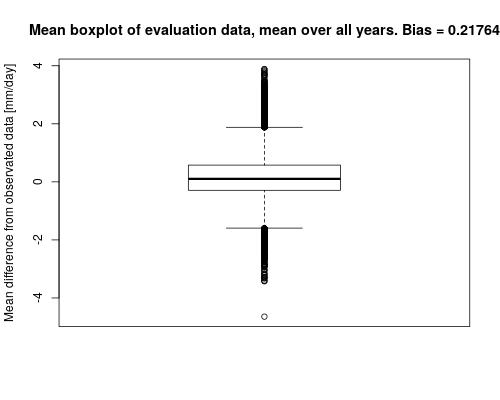 Mean boxplot of evaluation data, mean over all years. Bias = 0.21764
Mean difference from observated data [mm/day]
4
2
0
-2
-4